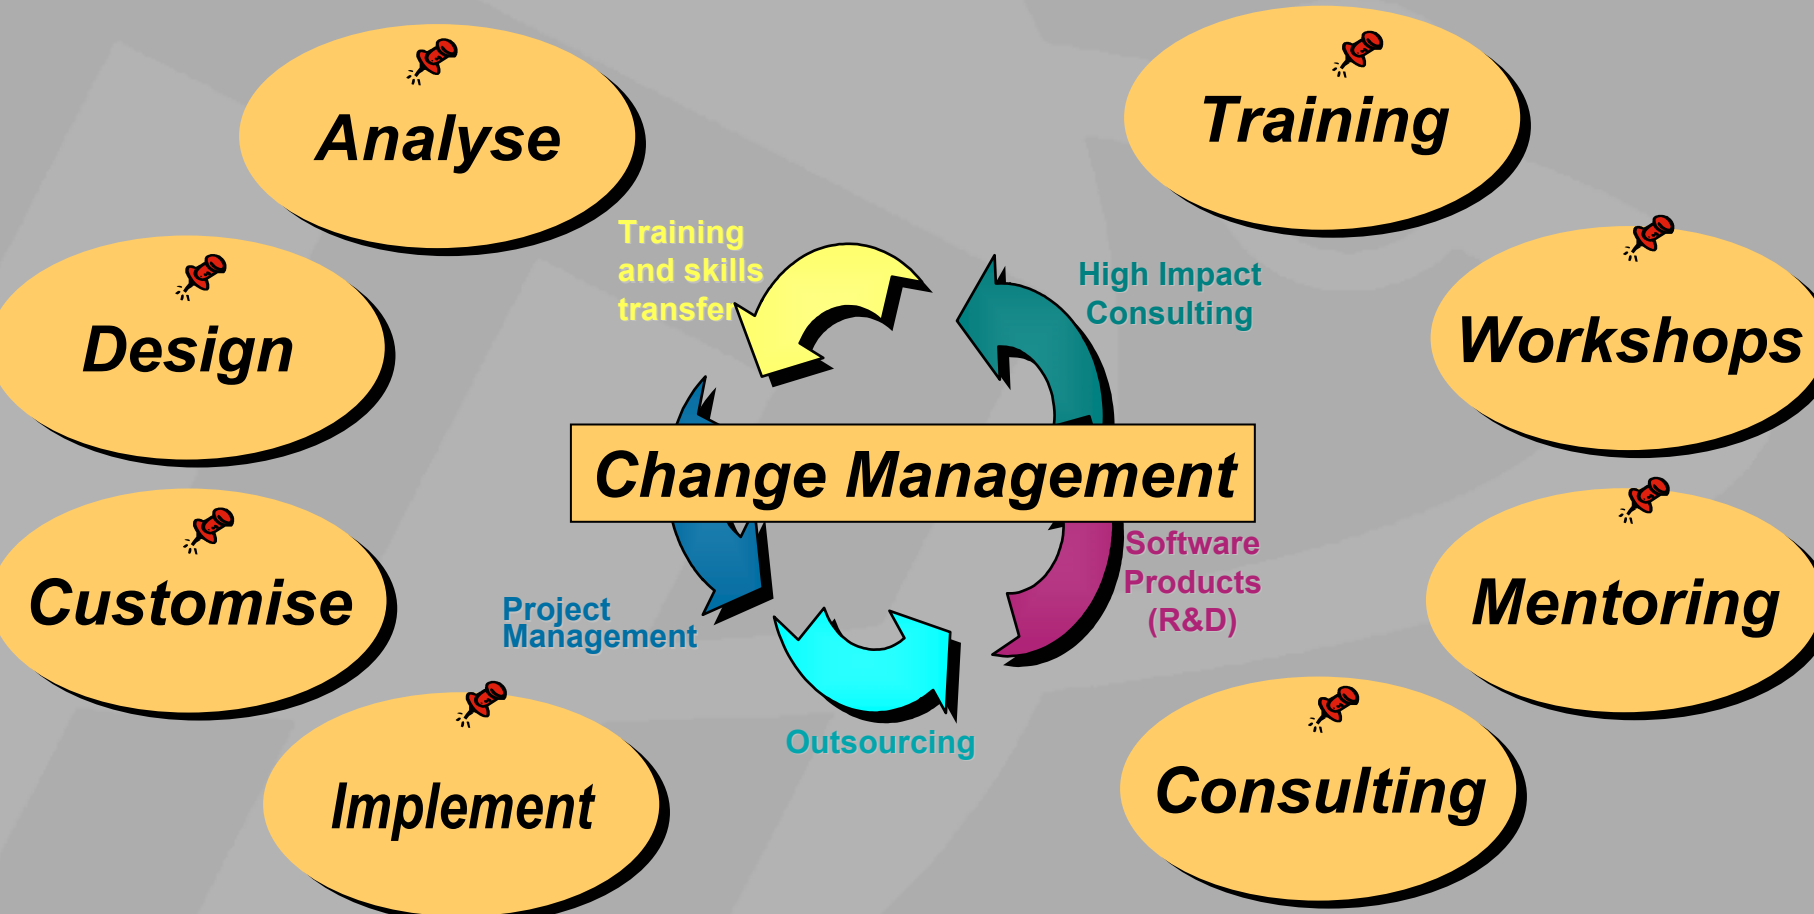 Analyse
Training
Training
and skills
transfer
High Impact
Consulting
Design
Workshops
Change Management
Software
Products
(R&D)
Customise
Mentoring
Project
Management
Outsourcing
Implement
Consulting